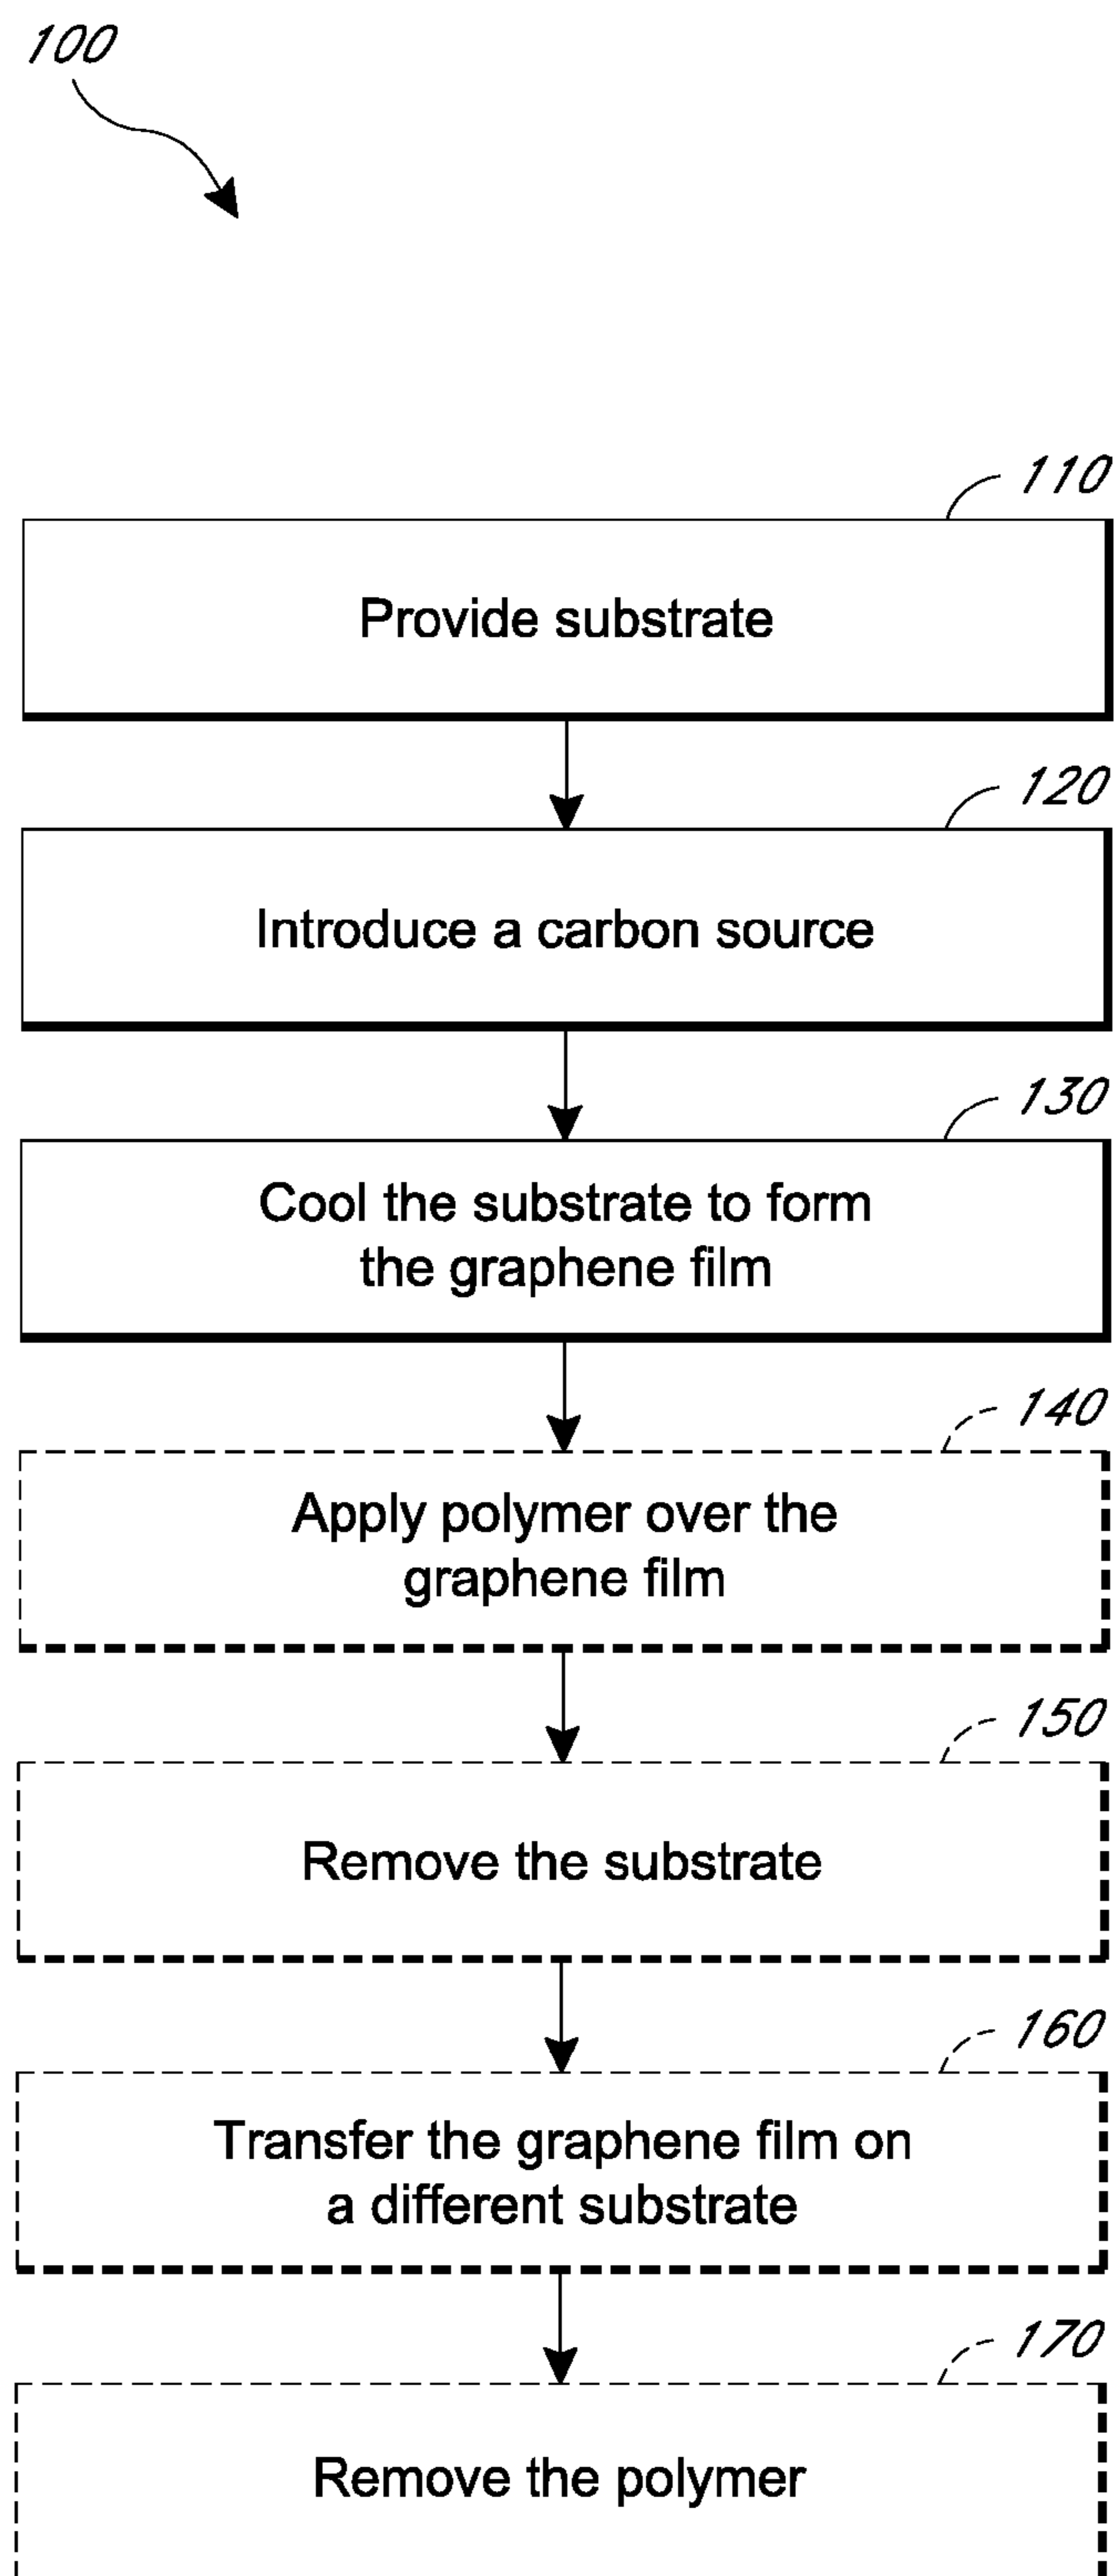 100
110
Provide substrate
120
Introduce a carbon source
130
Cool the substrate to form
the graphene film
140
Apply polymer over the
graphene film
150
Remove the substrate
160
Transfer the graphene film on
a different substrate
170
Remove the polymer